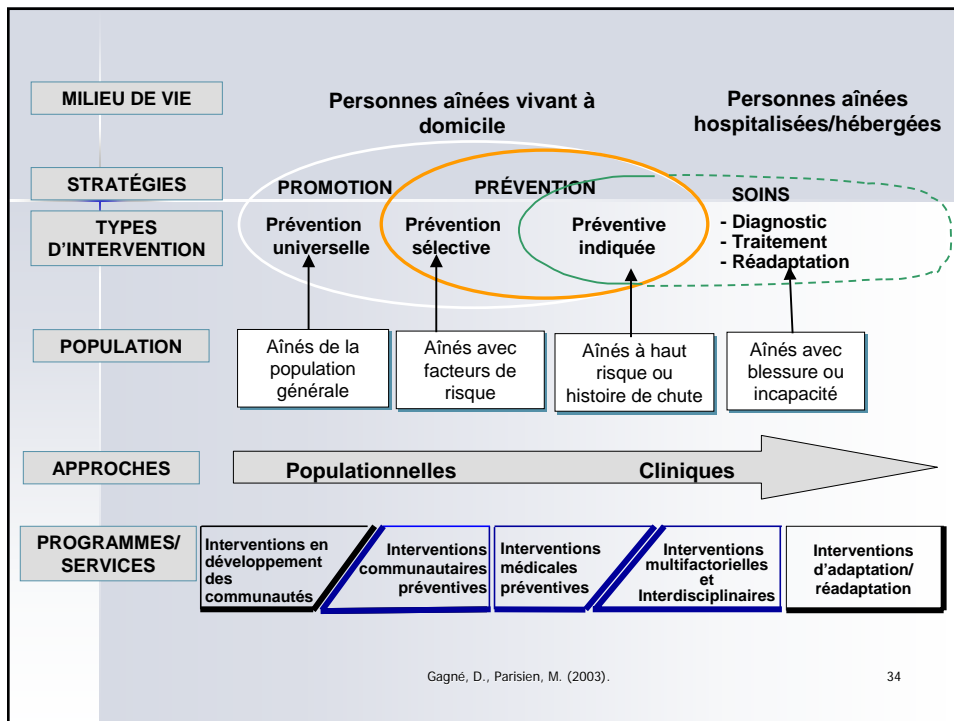 MILIEU DE VIE
Personnes aînées vivant à
domicile
Personnes aînées
hospitalisées/hébergées
STRATÉGIES
PROMOTION
PRÉVENTION
SOINS
- Diagnostic
- Traitement
- Réadaptation
TYPES
D'INTERVENTION
Prévention
universelle
Prévention
sélective
Préventive
indiquée
POPULATION
Aînés de la
population
générale
Aînés avec
facteurs de
risque
Aînés à haut
risque ou
histoire de chute
Aînés avec
blessure ou
incapacité
APPROCHES
Populationnelles
Cliniques
PROGRAMMES/
SERVICES
Interventions en
développement
des
communautés
Interventions
communautaires
préventives
Interventions
médicales
préventives
Interventions
multifactorielles
et
Interdisciplinaires
Interventions
d'adaptation/
réadaptation
Gagné, D., Parisien, M. (2003).
34